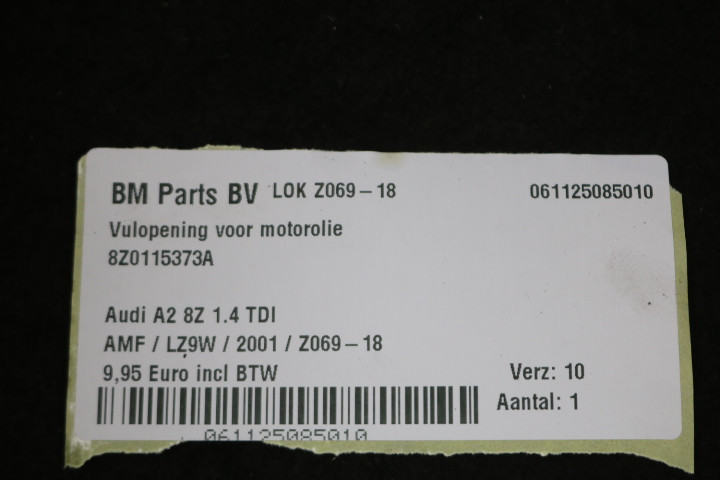 BM Parts BV LOK Z069-18 061125085010
Vulopening voor motorolie
8Z0115373A
Audi A2 8Z 1.4 TDI
AMF / LZ9W / 2001 / Z069-18
9,95 Euro incl BTW Verz: 10
Aantal: 1
061125085010